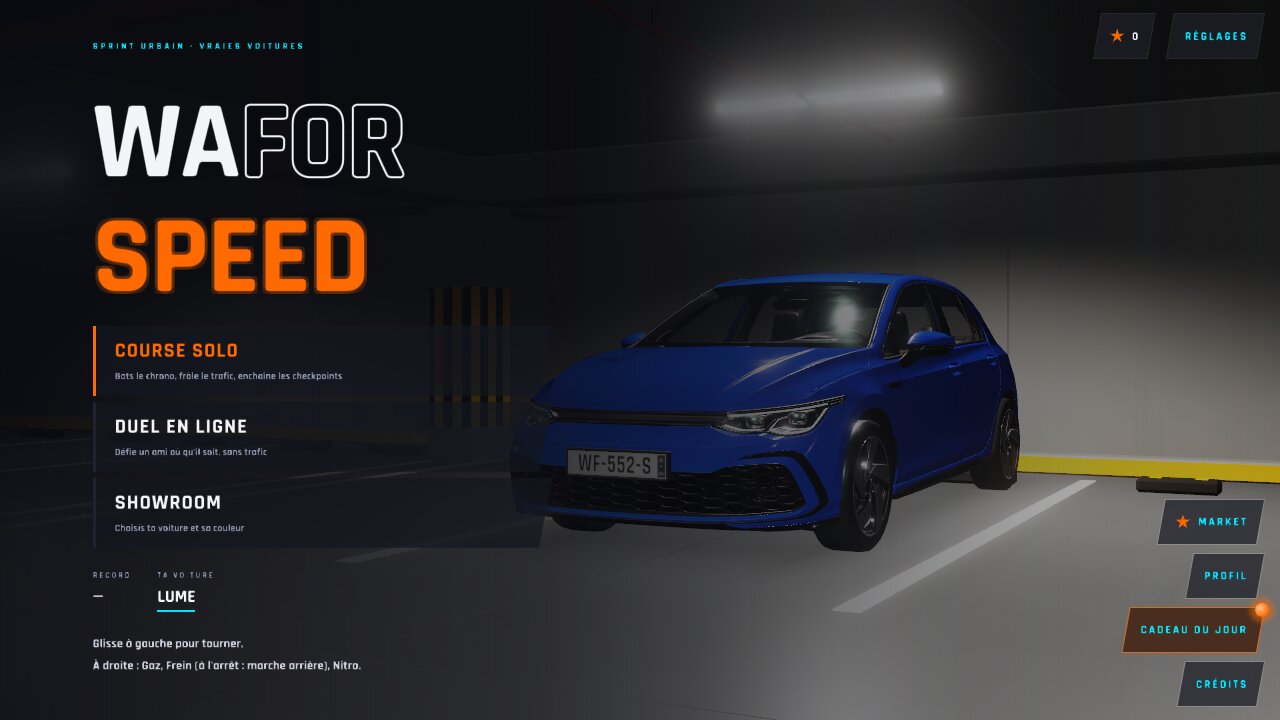 SPRINT URBAIN · VRAIES VOITURES
★ 0
RÉGLAGES
WAFOR
SPEED
COURSE SOLO
Bats le chrono, frôle le trafic, enchaîne les checkpoints
DUEL EN LIGNE
Défie un ami où qu'il soit, sans trafic
SHOWROOM
Choisis ta voiture et sa couleur
WF-552-S
RECORD
TA VOITURE
—
LUME
Glisse à gauche pour tourner.
À droite : Gaz, Frein (à l'arrêt : marche arrière), Nitro.
★ MARKET
PROFIL
CADEAU DU JOUR
CRÉDITS